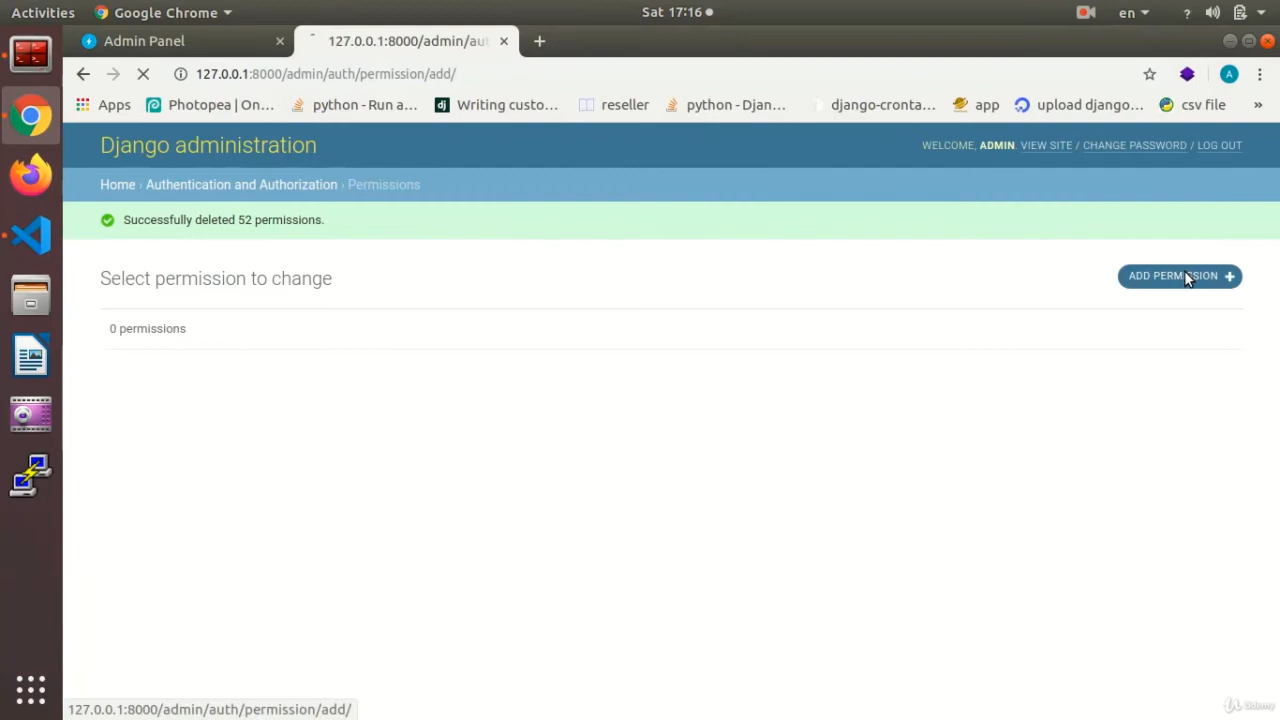 Activities Google Chrome Sat 17:16 en ?
Admin Panel 127.0.0.1:8000/admin/aut
127.0.0.1:8000/admin/auth/permission/add/ A
Apps Photopea | On... python - Run a... dj Writing custo... reseller python - Djan... django-cronta... app upload django... csv file »
Django administration WELCOME, ADMIN. VIEW SITE / CHANGE PASSWORD / LOG OUT
Home › Authentication and Authorization › Permissions
Successfully deleted 52 permissions.
Select permission to change ADD PERMISSION +
0 permissions
127.0.0.1:8000/admin/auth/permission/add/
Udemy